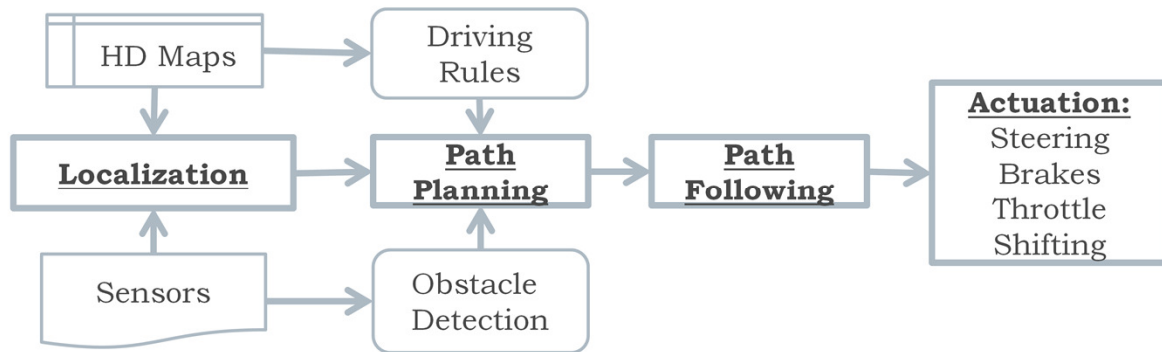 HD Maps
Driving
Rules
Localization
Path
Planning
Path
Following
Actuation:
Steering
Brakes
Throttle
Shifting
Sensors
Obstacle
Detection